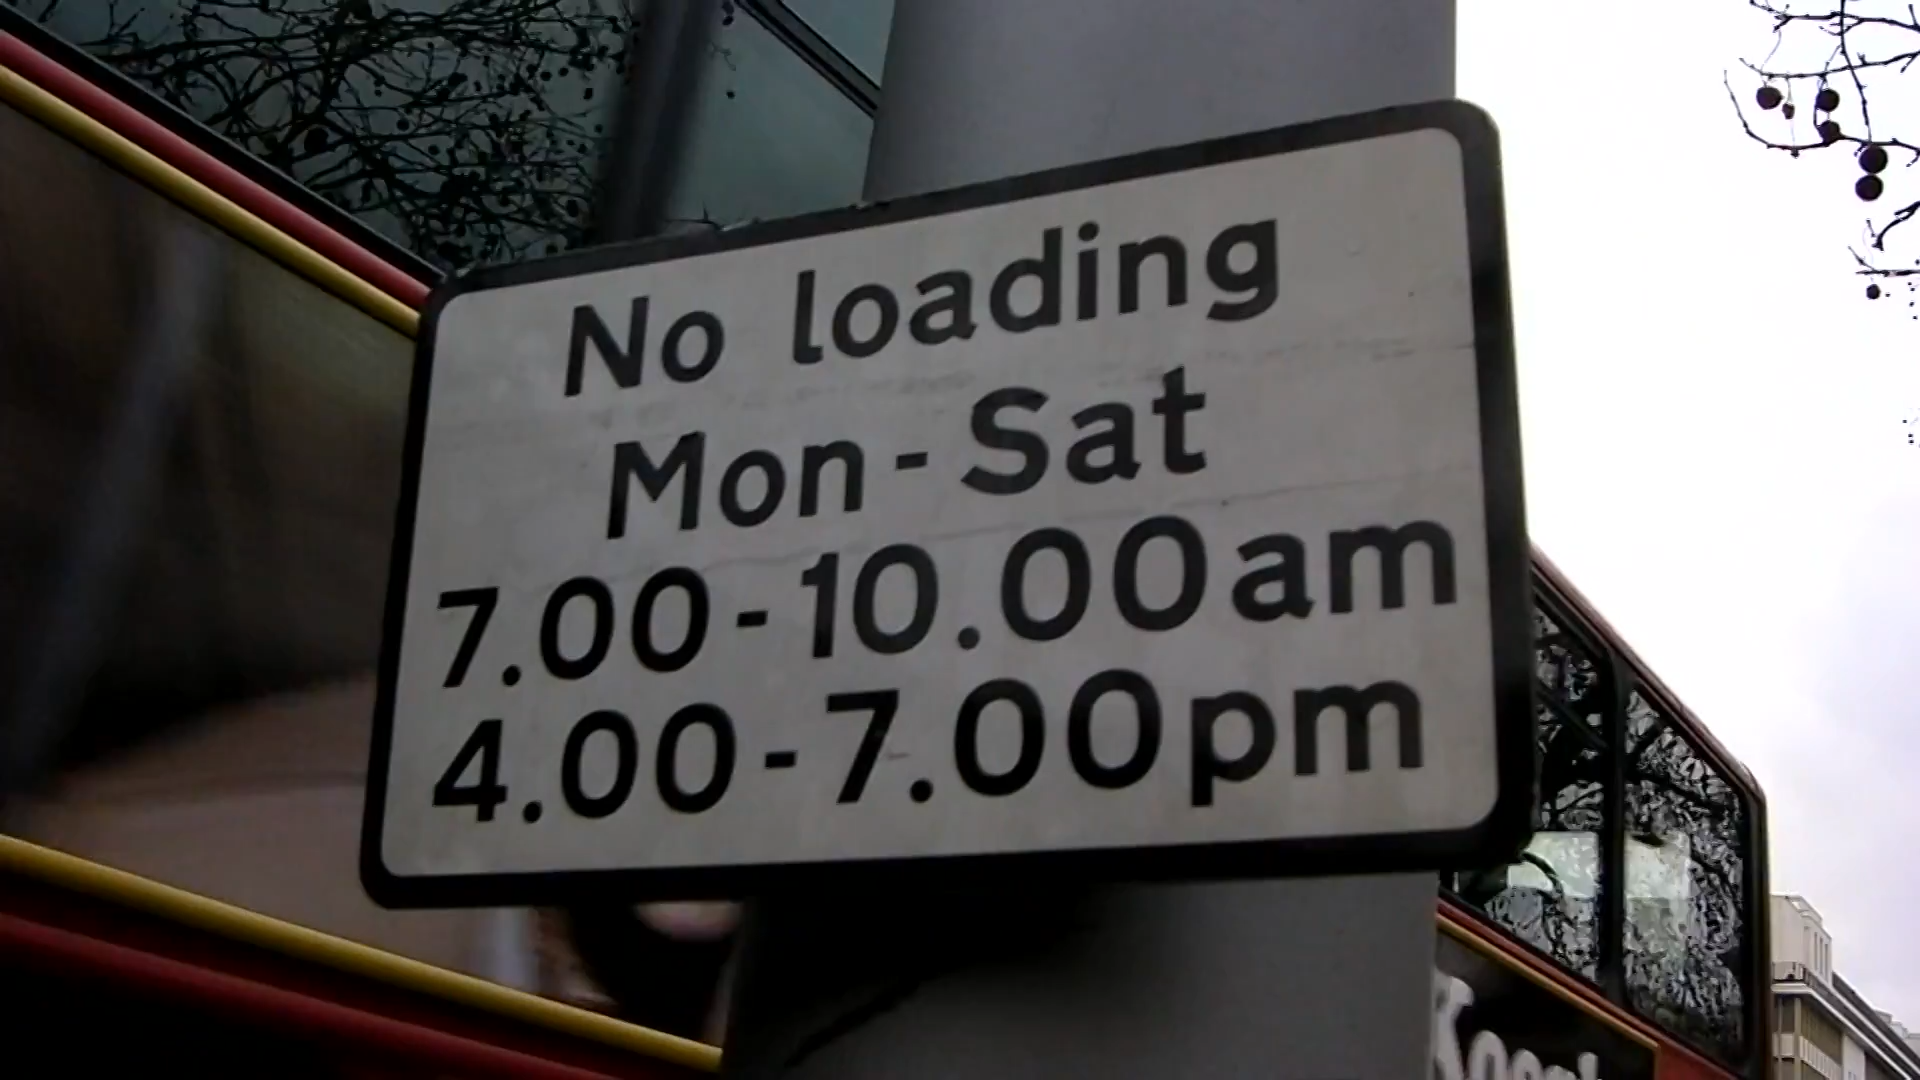 No loading
Mon - Sat
7.00 - 10.00am
4.00 - 7.00pm